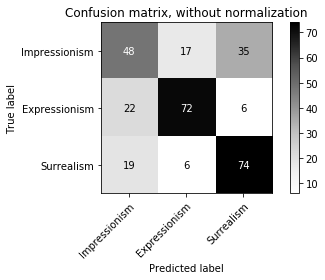 Confusion matrix, without normalization
Impressionism 48 17 35
Expressionism 22 72 6
Surrealism 19 6 74
Impressionism Expressionism Surrealism
True label
Predicted label
70
60
50
40
30
20
10